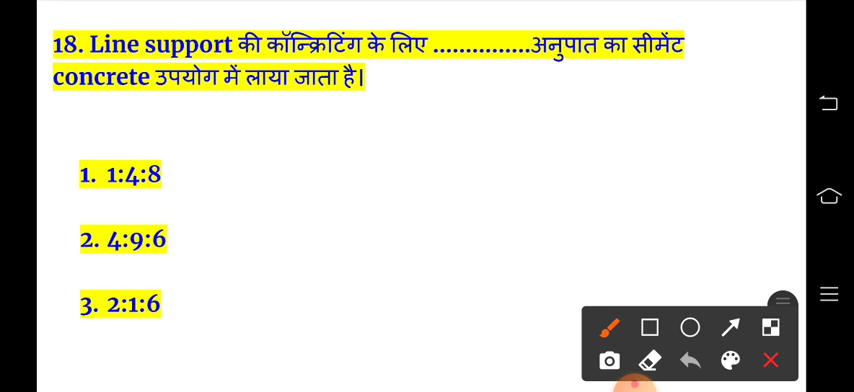 18. Line support की कॉन्क्रिटिंग के लिए ...............अनुपात का सीमेंट
concrete उपयोग में लाया जाता है।
1. 1:4:8
2. 4:9:6
3. 2:1:6